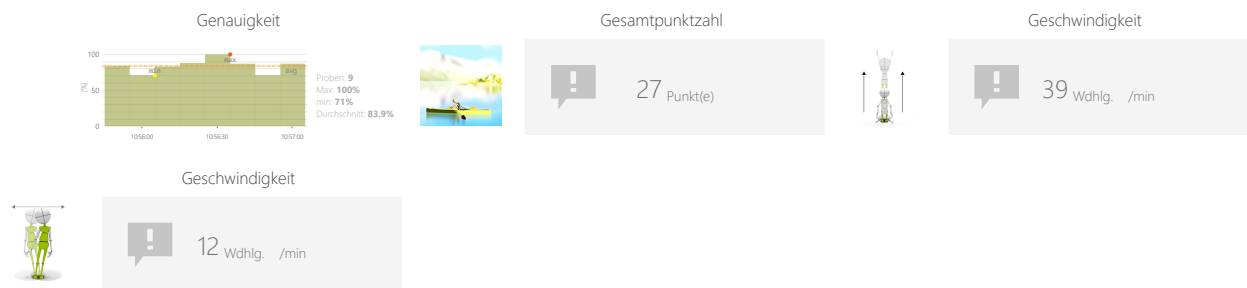 Genauigkeit
100
50
0
[%]
min
max
avg
10:56:00
10:56:30
10:57:00
Proben: 9
Max: 100%
min: 71%
Durchschnitt: 83.9%
Gesamtpunktzahl
27 Punkt(e)
Geschwindigkeit
39 Wdhlg. /min
Geschwindigkeit
12 Wdhlg. /min